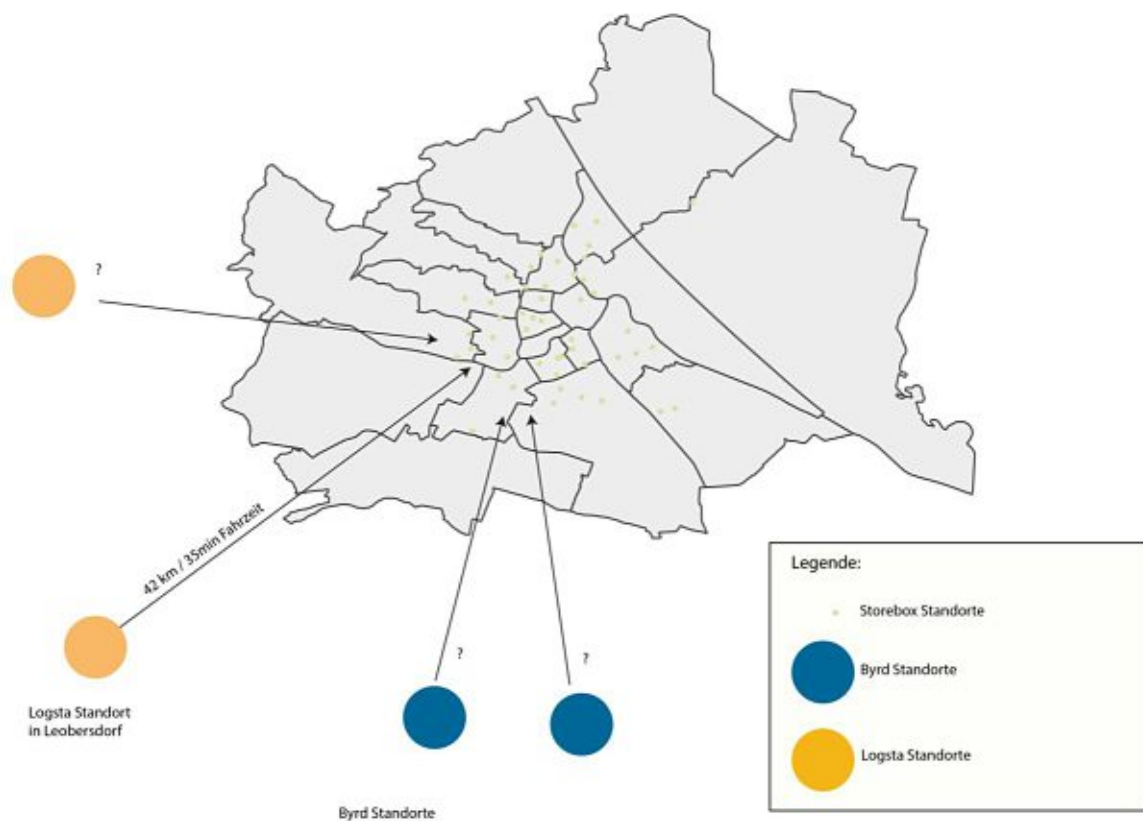 ?
42 km / 35min Fahrzeit
Logsta Standort
in Leobersdorf
?
?
Byrd Standorte
Legende:
Storebox Standorte
Byrd Standorte
Logsta Standorte